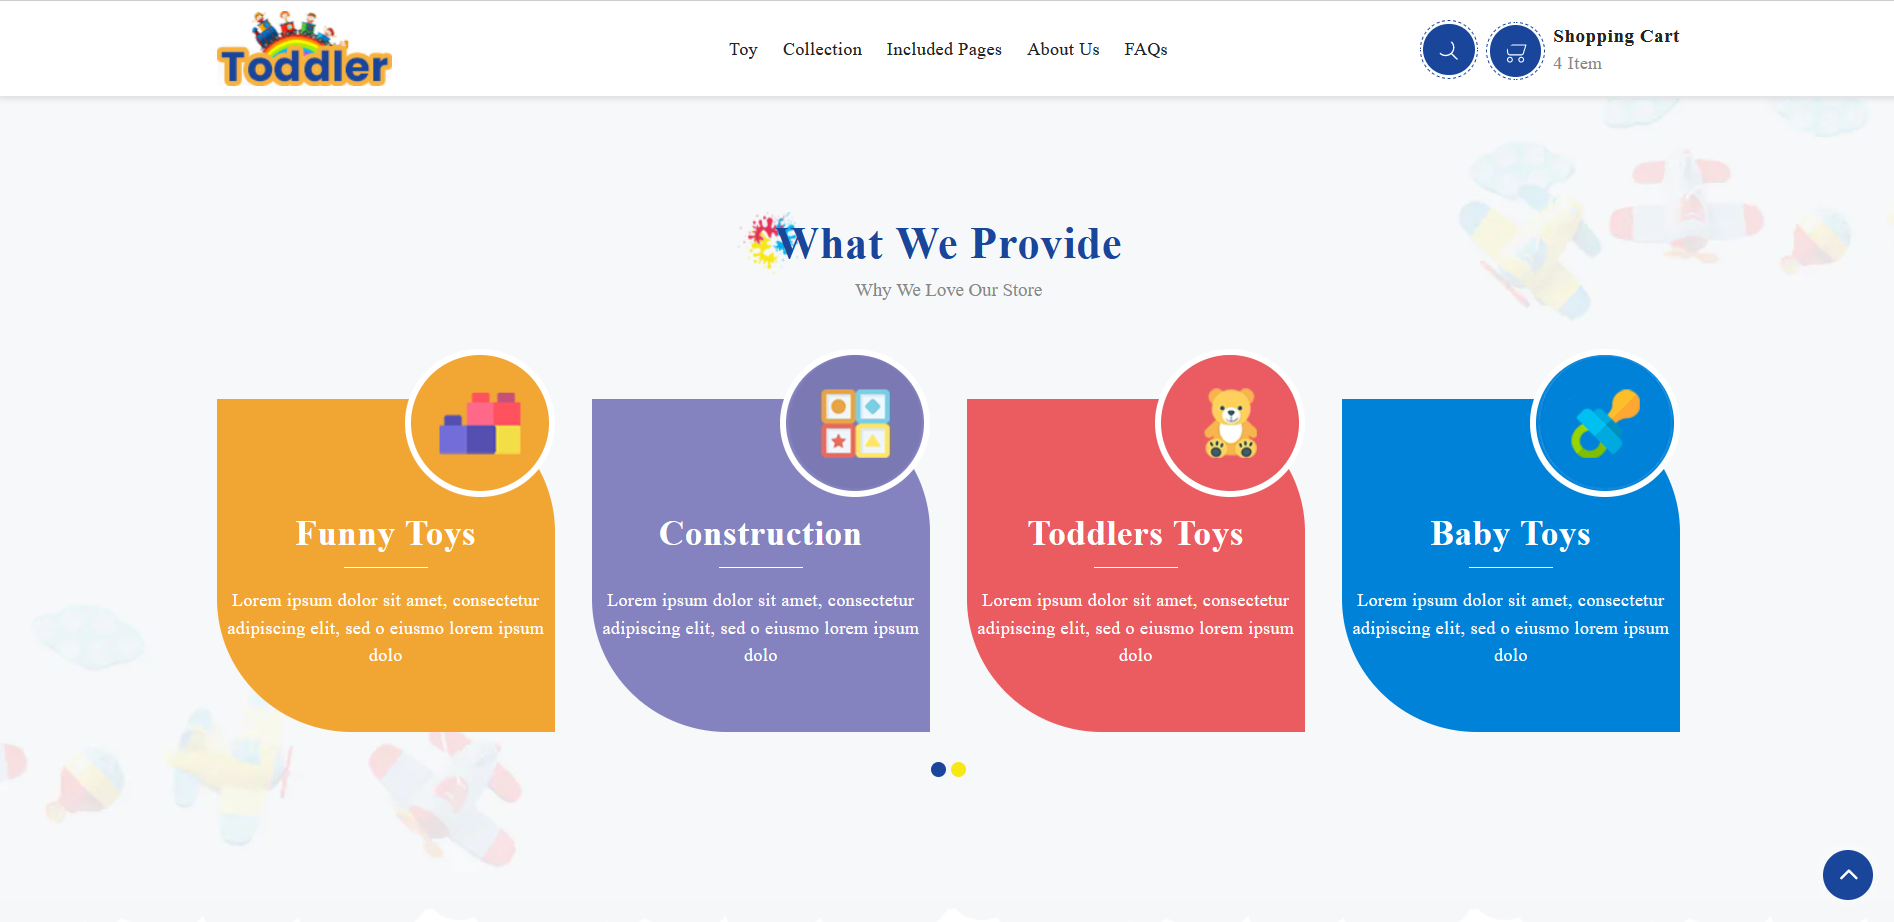 Toddler
Toy Collection Included Pages About Us FAQs
Shopping Cart
4 Item
What We Provide
Why We Love Our Store
Funny Toys
Lorem ipsum dolor sit amet, consectetur
adipiscing elit, sed o eiusmo lorem ipsum
dolo
Construction
Lorem ipsum dolor sit amet, consectetur
adipiscing elit, sed o eiusmo lorem ipsum
dolo
Toddlers Toys
Lorem ipsum dolor sit amet, consectetur
adipiscing elit, sed o eiusmo lorem ipsum
dolo
Baby Toys
Lorem ipsum dolor sit amet, consectetur
adipiscing elit, sed o eiusmo lorem ipsum
dolo